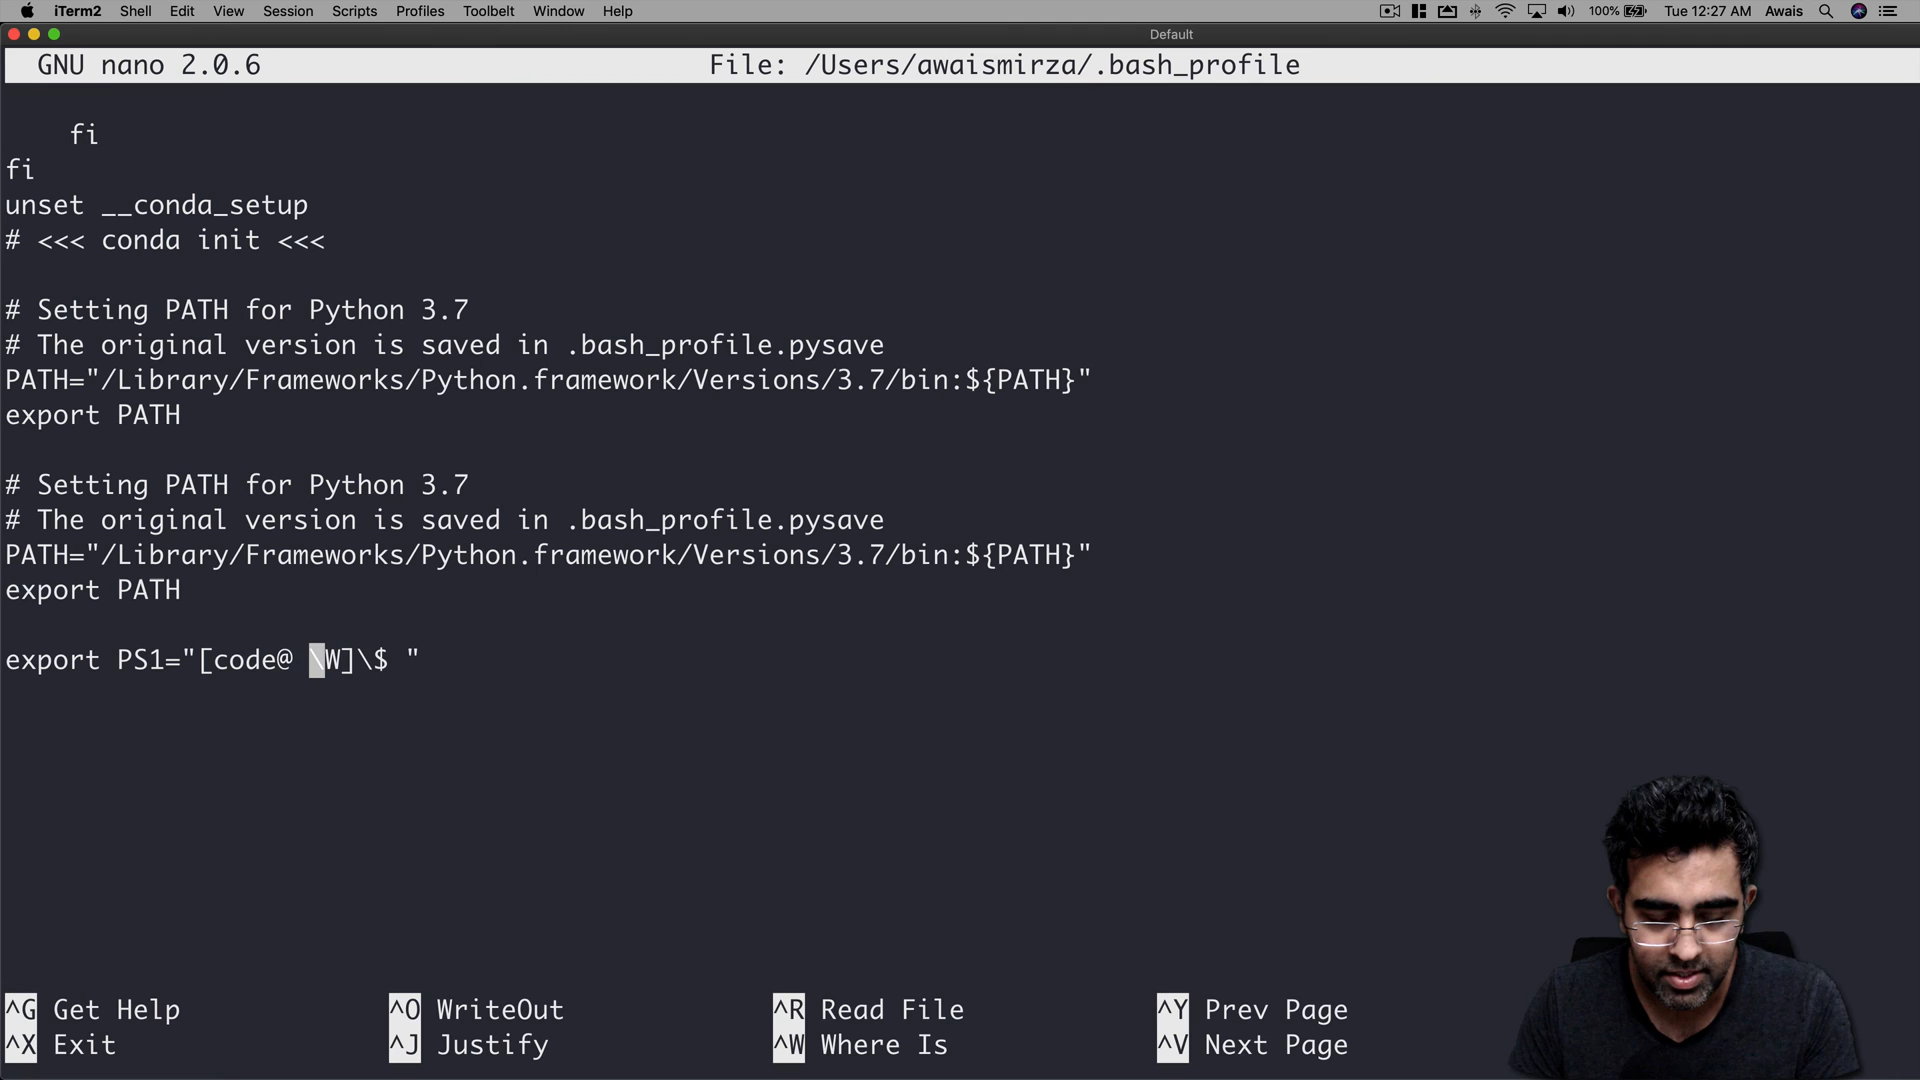 iTerm2 Shell Edit View Session Scripts Profiles Toolbelt Window Help 100% Tue 12:27 AM Awais
Default
GNU nano 2.0.6 File: /Users/awaismirza/.bash_profile
    fi
fi
unset __conda_setup
# <<< conda init <<<
# Setting PATH for Python 3.7
# The original version is saved in .bash_profile.pysave
PATH="/Library/Frameworks/Python.framework/Versions/3.7/bin:${PATH}"
export PATH
# Setting PATH for Python 3.7
# The original version is saved in .bash_profile.pysave
PATH="/Library/Frameworks/Python.framework/Versions/3.7/bin:${PATH}"
export PATH
export PS1="[code@ \W]\$ "
^G Get Help ^O WriteOut ^R Read File ^Y Prev Page
^X Exit ^J Justify ^W Where Is ^V Next Page